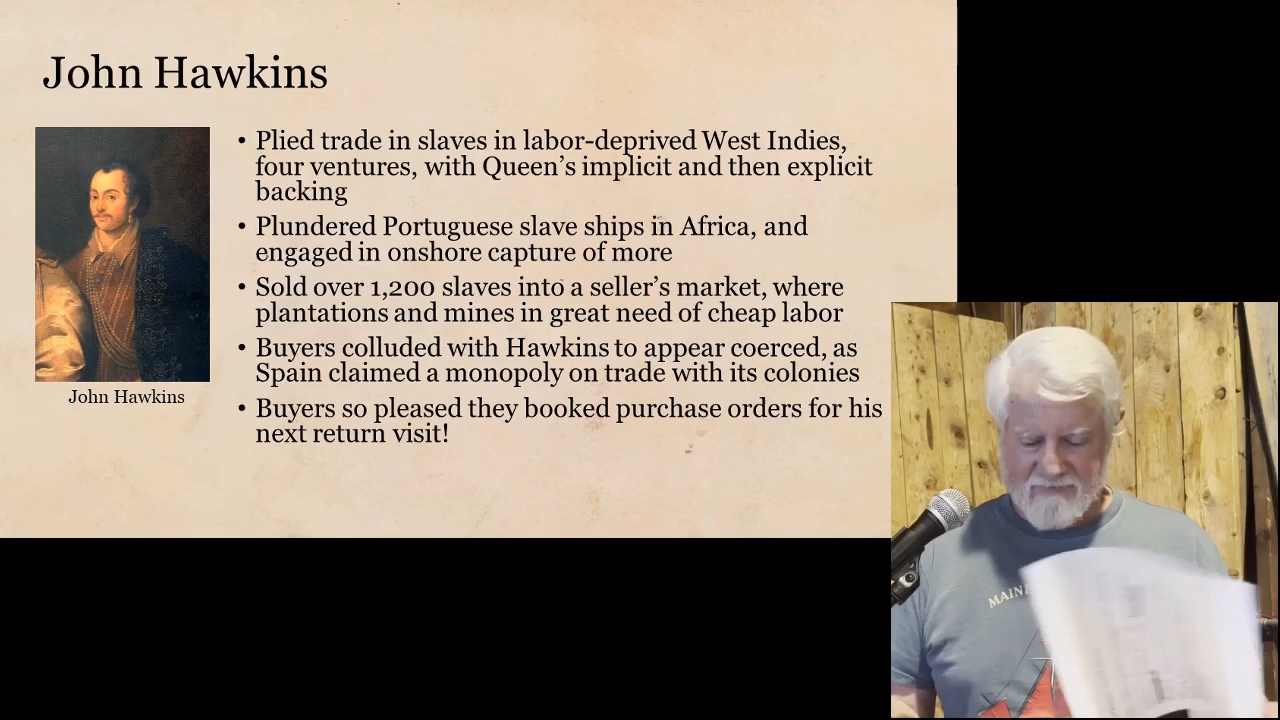 John Hawkins
• Plied trade in slaves in labor-deprived West Indies,
four ventures, with Queen’s implicit and then explicit
backing
• Plundered Portuguese slave ships in Africa, and
engaged in onshore capture of more
• Sold over 1,200 slaves into a seller’s market, where
plantations and mines in great need of cheap labor
• Buyers colluded with Hawkins to appear coerced, as
Spain claimed a monopoly on trade with its colonies
• Buyers so pleased they booked purchase orders for his
next return visit!
John Hawkins